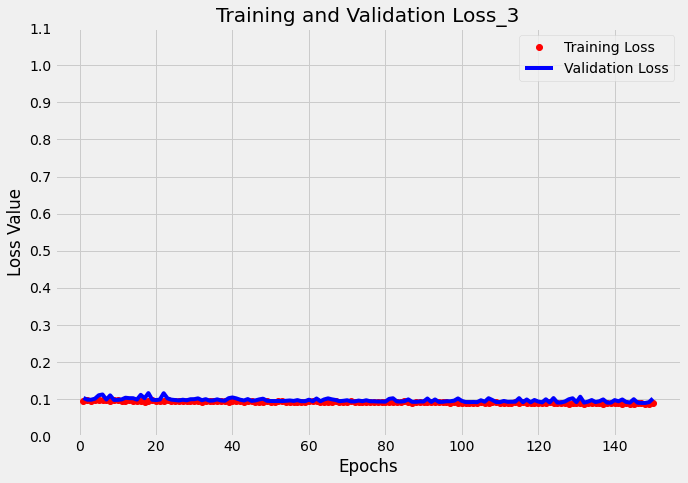 Training and Validation Loss_3
Training Loss
Validation Loss
1.1
1.0
0.9
0.8
0.7
0.6
0.5
0.4
0.3
0.2
0.1
0.0
Loss Value
0 20 40 60 80 100 120 140
Epochs